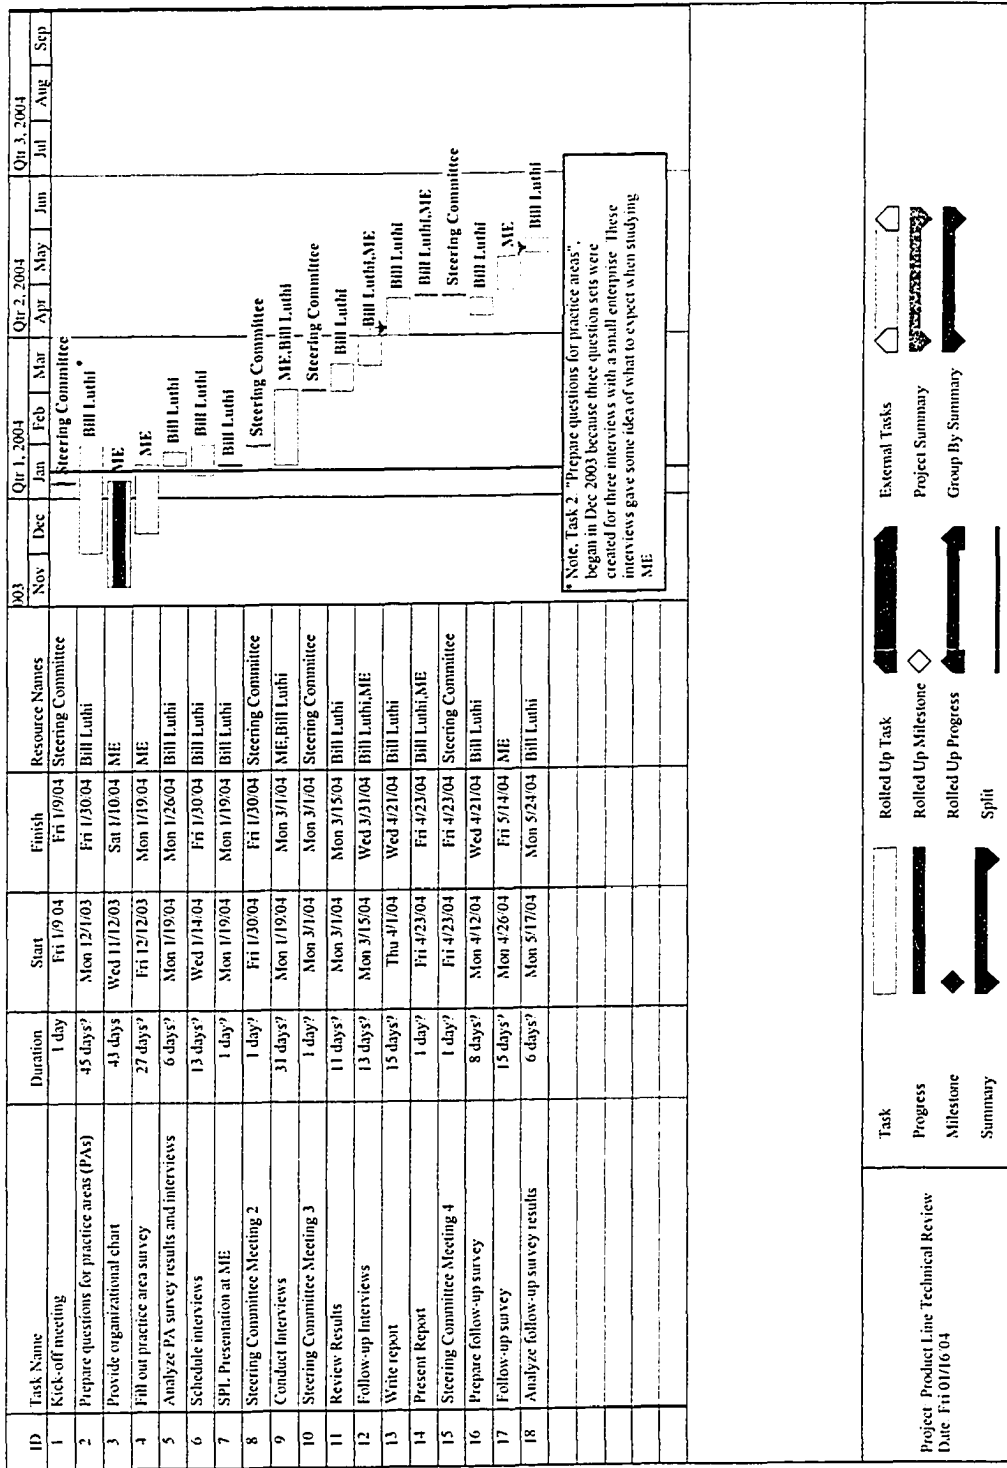 ID Task Name Duration Start Finish Resource Names
003 Qtr 1, 2004 Qtr 2, 2004 Qtr 3, 2004
Nov Dec Jan Feb Mar Apr May Jun Jul Aug Sep
1 Kick-off meeting 1 day Fri 1/9 04 Fri 1/9/04 Steering Committee Steering Committee
2 Prepare questions for practice areas (PAs) 45 days? Mon 12/1/03 Fri 1/30/04 Bill Luthi Bill Luthi *
3 Provide organizational chart 43 days Wed 11/12/03 Sat 1/10/04 ME ME
4 Fill out practice area survey 27 days? Fri 12/12/03 Mon 1/19/04 ME ME
5 Analyze PA survey results and interviews 6 days? Mon 1/19/04 Mon 1/26/04 Bill Luthi Bill Luthi
6 Schedule interviews 13 days? Wed 1/14/04 Fri 1/30/04 Bill Luthi Bill Luthi
7 SPL Presentation at ME 1 day? Mon 1/19/04 Mon 1/19/04 Bill Luthi Bill Luthi
8 Steering Committee Meeting 2 1 day? Fri 1/30/04 Fri 1/30/04 Steering Committee Steering Committee
9 Conduct Interviews 31 days? Mon 1/19/04 Mon 3/1/04 ME,Bill Luthi ME,Bill Luthi
10 Steering Committee Meeting 3 1 day? Mon 3/1/04 Mon 3/1/04 Steering Committee Steering Committee
11 Review Results 11 days? Mon 3/1/04 Mon 3/15/04 Bill Luthi Bill Luthi
12 Follow-up Interviews 13 days? Mon 3/15/04 Wed 3/31/04 Bill Luthi,ME Bill Luthi,ME
13 Write report 15 days? Thu 4/1/04 Wed 4/21/04 Bill Luthi Bill Luthi
14 Present Report 1 day? Fri 4/23/04 Fri 4/23/04 Bill Luthi,ME Bill Luthi,ME
15 Steering Committee Meeting 4 1 day? Fri 4/23/04 Fri 4/23/04 Steering Committee Steering Committee
16 Prepare follow-up survey 8 days? Mon 4/12/04 Wed 4/21/04 Bill Luthi Bill Luthi
17 Follow-up survey 15 days? Mon 4/26/04 Fri 5/14/04 ME ME
18 Analyze follow-up survey results 6 days? Mon 5/17/04 Mon 5/24/04 Bill Luthi Bill Luthi
* Note. Task 2. "Prepare questions for practice areas",
began in Dec 2003 because three question sets were
created for three interviews with a small enterprise These
interviews gave some idea of what to expect when studying
ME
Project Product Line Technical Review
Date Fri 01/16/04
Task Rolled Up Task External Tasks
Progress Rolled Up Milestone Project Summary
Milestone Rolled Up Progress Group By Summary
Summary Split